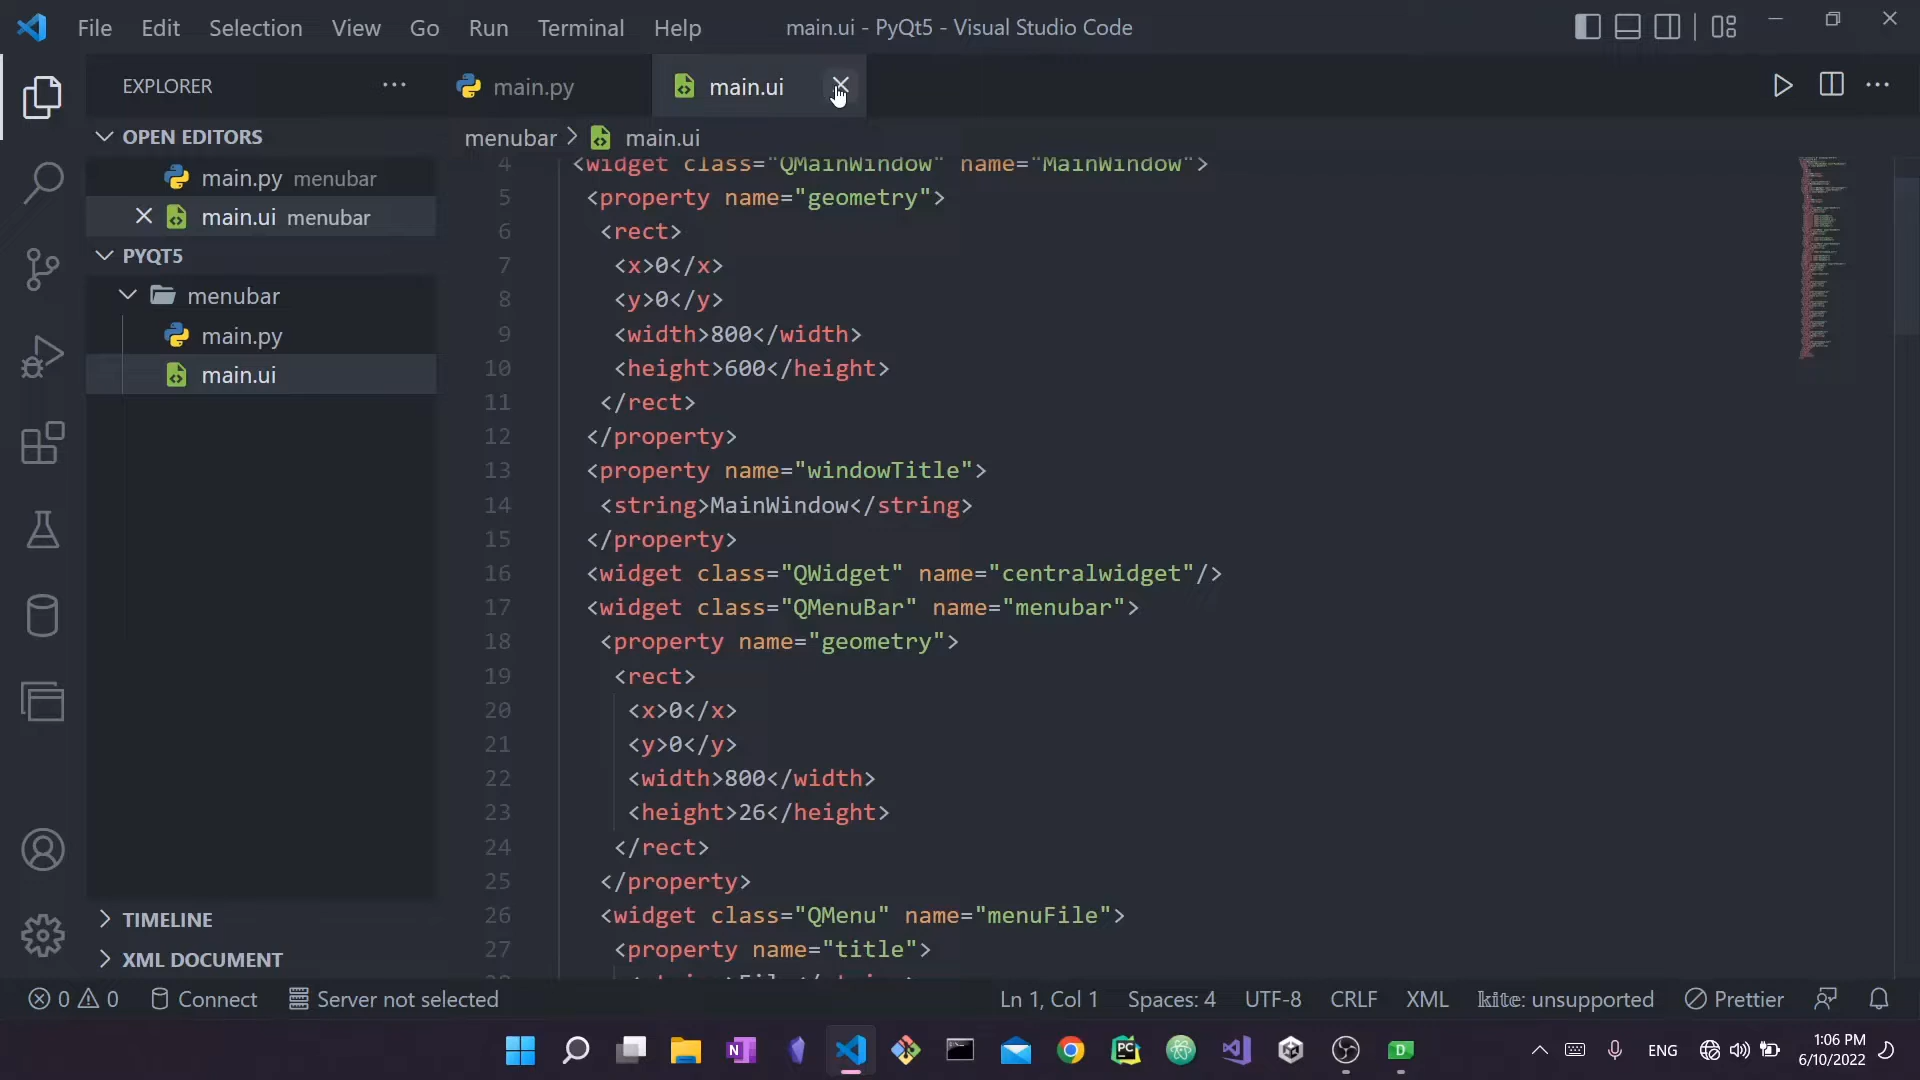 File Edit Selection View Go Run Terminal Help main.ui - PyQt5 - Visual Studio Code
EXPLORER
OPEN EDITORS
main.py menubar
main.ui menubar
PYQT5
menubar
main.py
main.ui
TIMELINE
XML DOCUMENT
main.py main.ui
menubar > main.ui
4 <widget class="QMainWindow" name="MainWindow">
5 <property name="geometry">
6 <rect>
7 <x>0</x>
8 <y>0</y>
9 <width>800</width>
10 <height>600</height>
11 </rect>
12 </property>
13 <property name="windowTitle">
14 <string>MainWindow</string>
15 </property>
16 <widget class="QWidget" name="centralwidget"/>
17 <widget class="QMenuBar" name="menubar">
18 <property name="geometry">
19 <rect>
20 <x>0</x>
21 <y>0</y>
22 <width>800</width>
23 <height>26</height>
24 </rect>
25 </property>
26 <widget class="QMenu" name="menuFile">
27 <property name="title">
0 0 Connect Server not selected Ln 1, Col 1 Spaces: 4 UTF-8 CRLF XML kite: unsupported Prettier
ENG 1:06 PM
6/10/2022